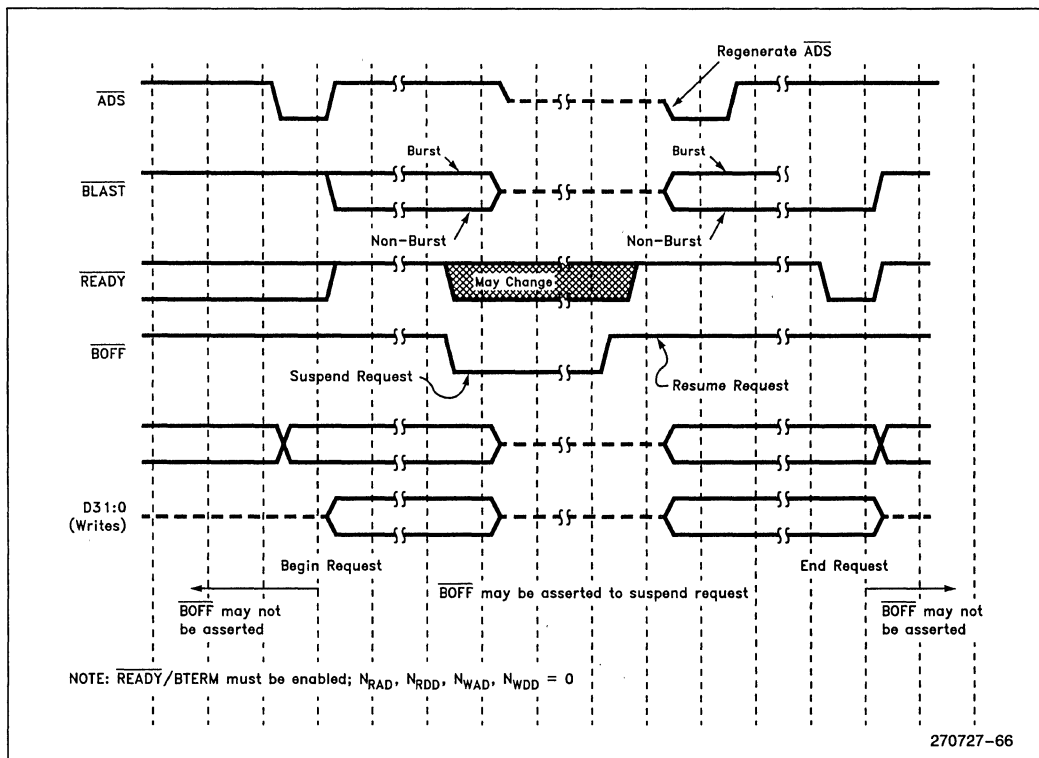 Regenerate ADS
ADS
Burst
Burst
BLAST
Non-Burst
Non-Burst
READY
May Change
BOFF
Suspend Request
Resume Request
D31:0
(Writes)
Begin Request
End Request
BOFF may not
be asserted
BOFF may be asserted to suspend request
BOFF may not
be asserted
NOTE: READY/BTERM must be enabled; NRAD, NRDD, NWAD, NWDD = 0
270727-66